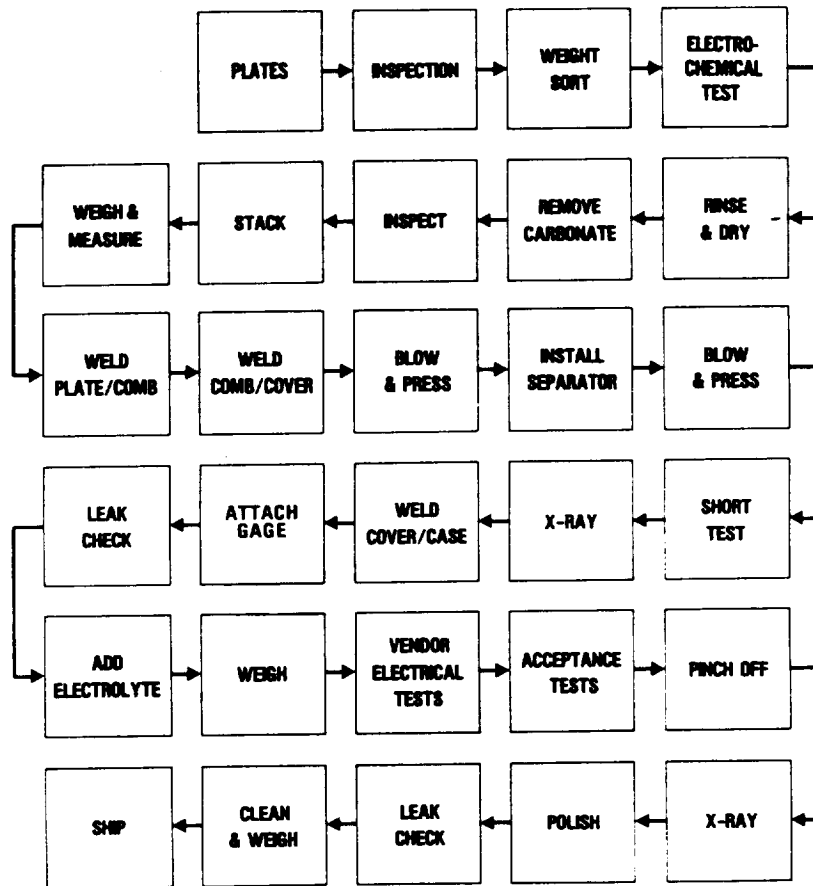 PLATES
INSPECTION
WEIGHT
SORT
ELECTRO-
CHEMICAL
TEST
WEIGH &
MEASURE
STACK
INSPECT
REMOVE
CARBONATE
RINSE
& DRY
WELD
PLATE/COMB
WELD
COMB/COVER
BLOW
& PRESS
INSTALL
SEPARATOR
BLOW
& PRESS
LEAK
CHECK
ATTACH
GAGE
WELD
COVER/CASE
X-RAY
SHORT
TEST
ADD
ELECTROLYTE
WEIGH
VENDOR
ELECTRICAL
TESTS
ACCEPTANCE
TESTS
PINCH OFF
SHIP
CLEAN
& WEIGH
LEAK
CHECK
POLISH
X-RAY